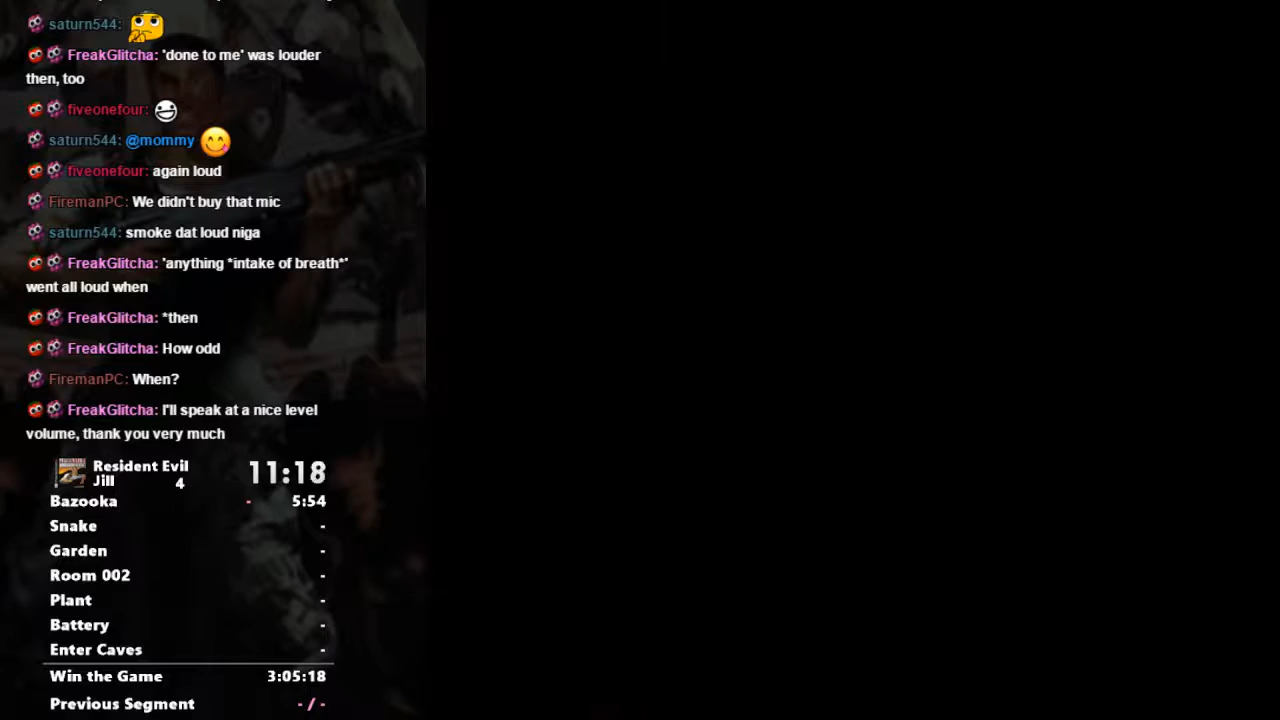 saturn544:
FreakGlitcha: 'done to me' was louder
then, too
fiveonefour:
saturn544: @mommy
fiveonefour: again loud
FiremanPC: We didn't buy that mic
saturn544: smoke dat loud niga
FreakGlitcha: 'anything *intake of breath*'
went all loud when
FreakGlitcha: *then
FreakGlitcha: How odd
FiremanPC: When?
FreakGlitcha: I'll speak at a nice level
volume, thank you very much
Resident Evil
Jill 4 11:18
Bazooka - 5:54
Snake -
Garden -
Room 002 -
Plant -
Battery -
Enter Caves -
Win the Game 3:05:18
Previous Segment - / -